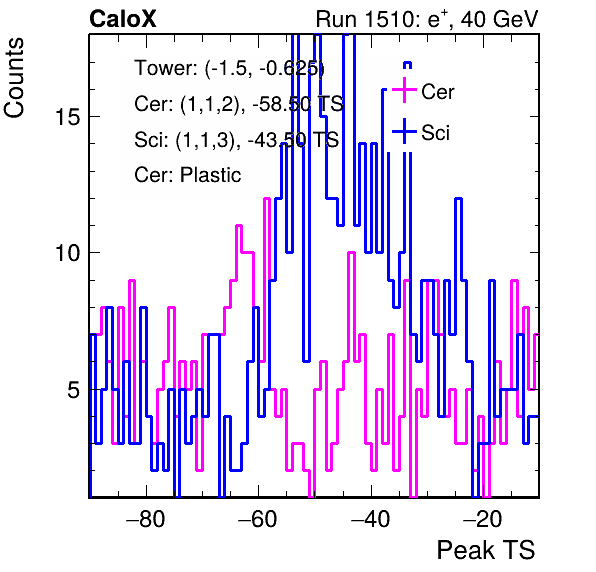 CaloX Run 1510: e+, 40 GeV
Counts
Tower: (-1.5, -0.625)
Cer: (1,1,2), -58.50 TS
Sci: (1,1,3), -43.50 TS
Cer: Plastic
Cer
Sci
15
10
5
−80 −60 −40 −20
Peak TS